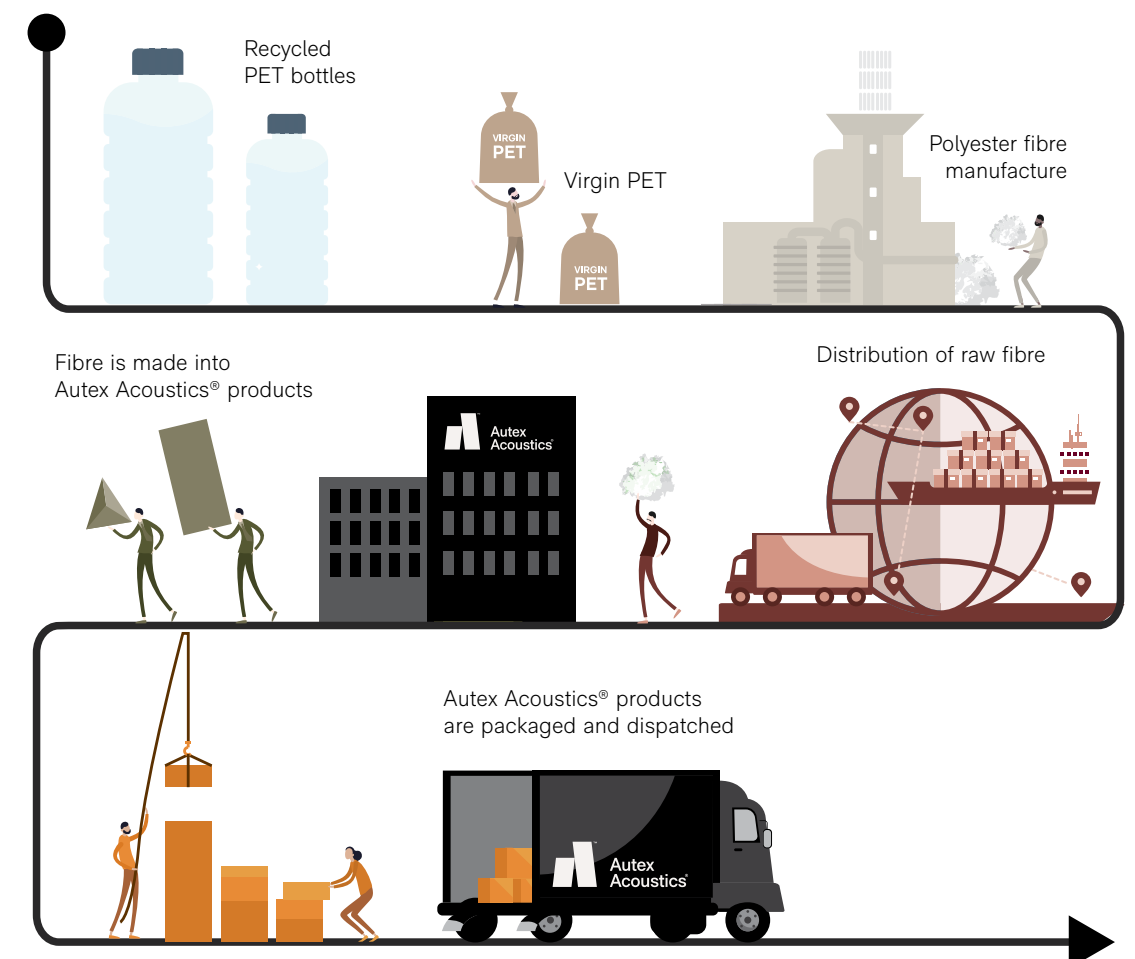 Recycled
PET bottles
VIRGIN
PET
Virgin PET
VIRGIN
PET
Polyester fibre
manufacture
Distribution of raw fibre
Fibre is made into
Autex Acoustics® products
Autex
Acoustics®
Autex Acoustics® products
are packaged and dispatched
Autex
Acoustics®